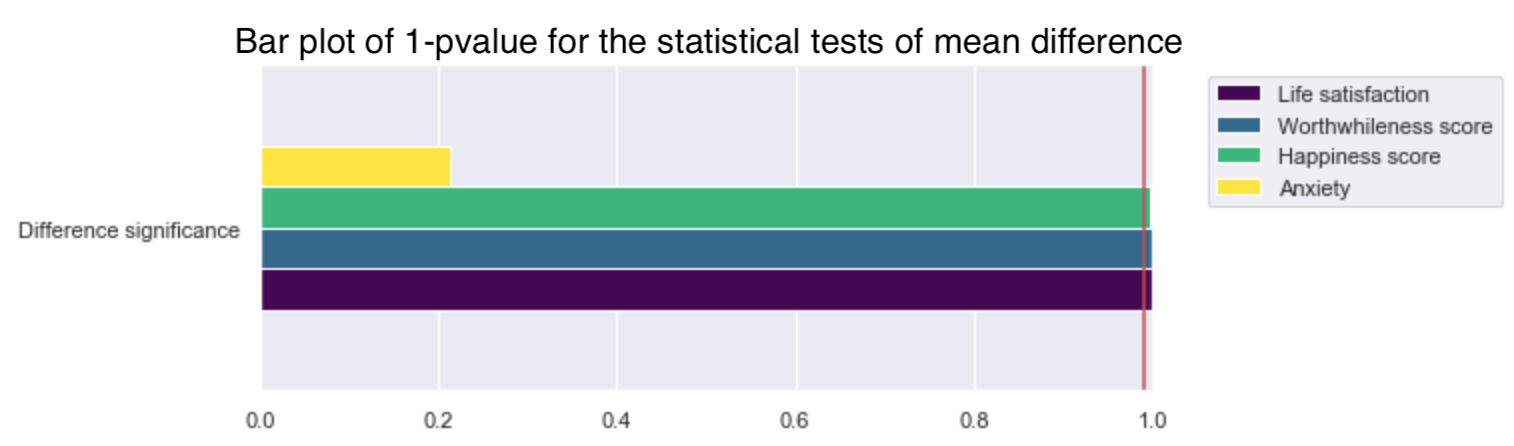 Bar plot of 1-pvalue for the statistical tests of mean difference
Life satisfaction
Worthwhileness score
Happiness score
Anxiety
Difference significance
0.0 0.2 0.4 0.6 0.8 1.0